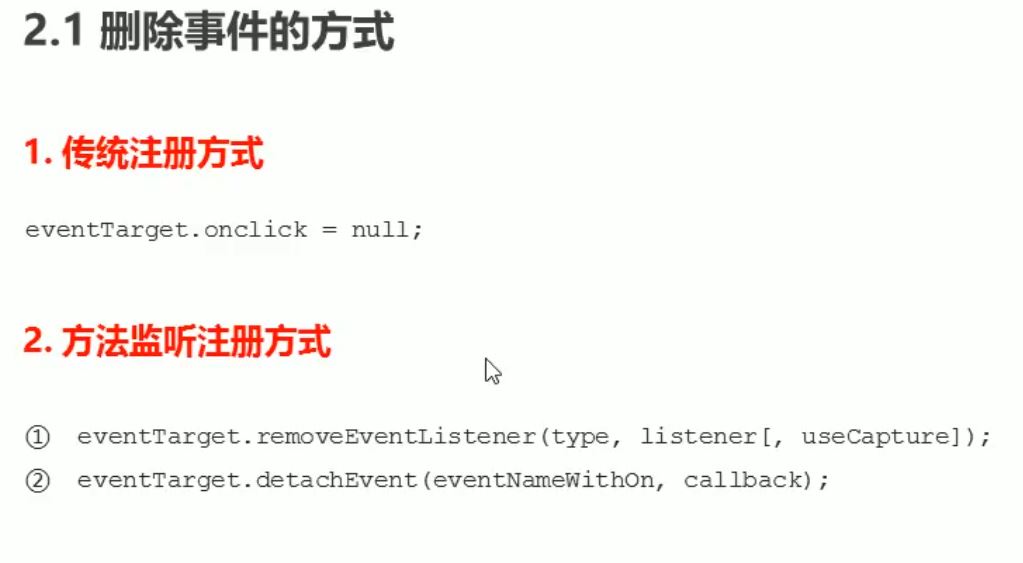 2.1 删除事件的方式
1. 传统注册方式
eventTarget.onclick = null;
2. 方法监听注册方式
① eventTarget.removeEventListener(type, listener[, useCapture]);
② eventTarget.detachEvent(eventNameWithOn, callback);